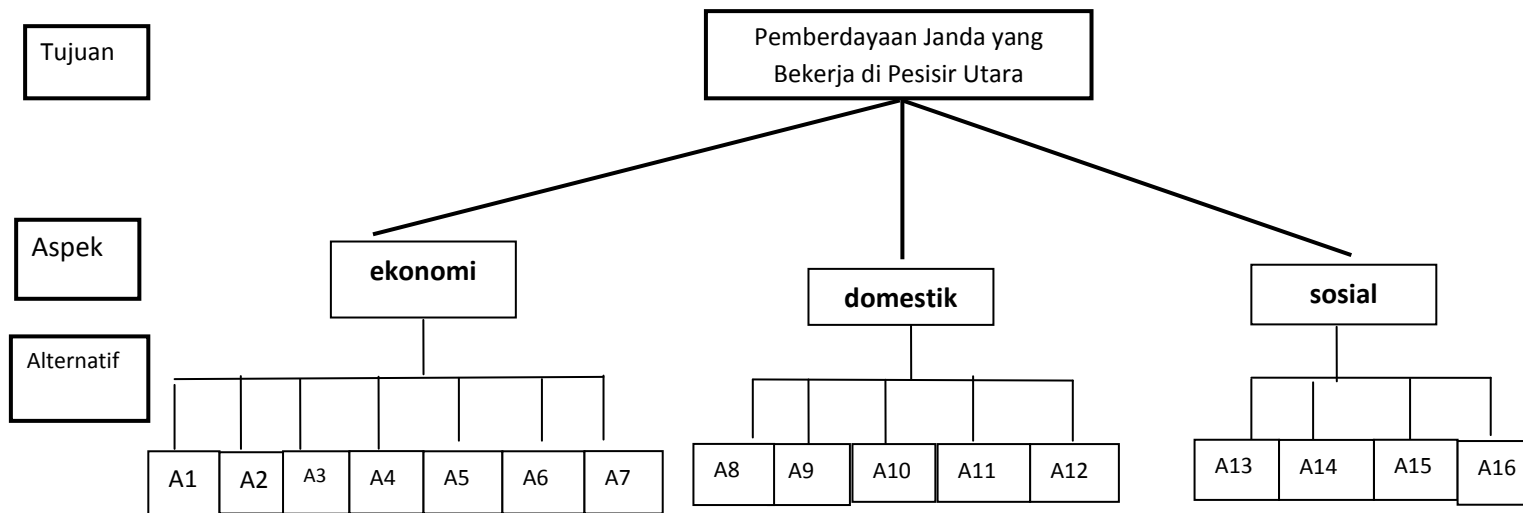 Tujuan
Pemberdayaan Janda yang
Bekerja di Pesisir Utara
Aspek
ekonomi
domestik
sosial
Alternatif
A1 A2 A3 A4 A5 A6 A7 A8 A9 A10 A11 A12 A13 A14 A15 A16